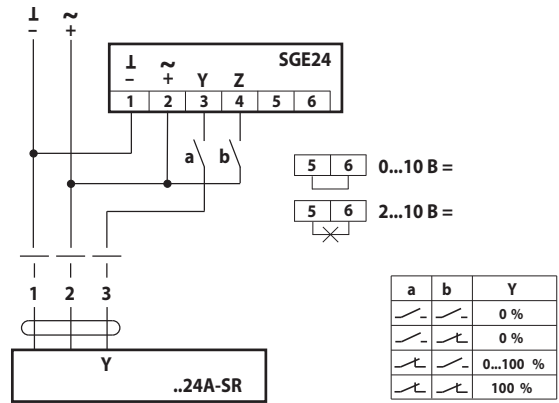 ⊥ ~
– +
SGE24
⊥ ~
– + Y Z
1 2 3 4 5 6
a b
5 6 0...10 В =
5 6 2...10 В =
1 2 3
Y
..24A-SR
a b Y
0 %
0 %
0...100 %
100 %